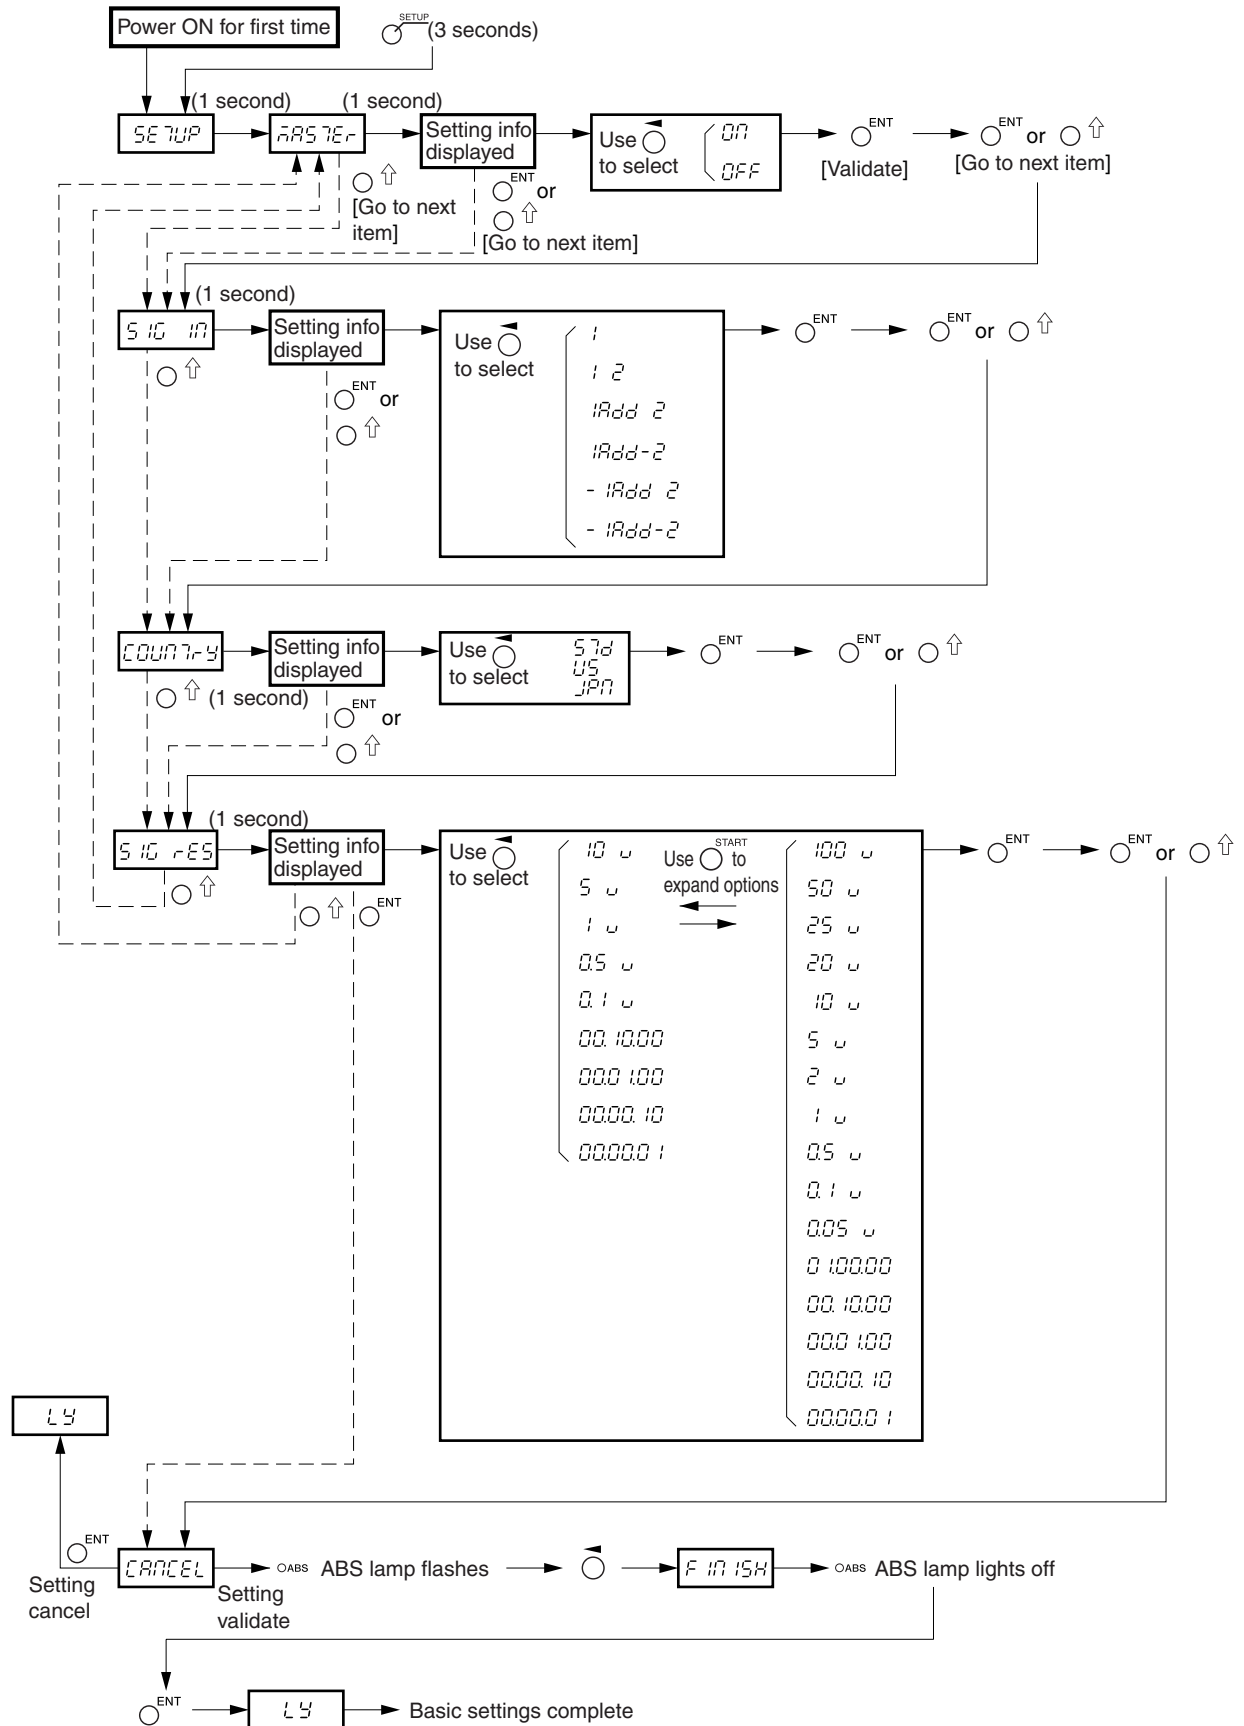 Power ON for first time
SETUP
(3 seconds)
(1 second)
(1 second)
SETUP
MASTEr
Setting info
displayed
Use
to select
ON
OFF
ENT
[Validate]
ENT or
[Go to next item]
[Go to next
item]
ENT or
[Go to next item]
(1 second)
SIG IN
Setting info
displayed
Use
to select
1
1 2
1Add 2
1Add-2
-1Add 2
-1Add-2
ENT
ENT or
ENT or
COUNTry
Setting info
displayed
Use
to select
STd
US
JPN
ENT
ENT or
(1 second)
ENT or
(1 second)
SIG rES
Setting info
displayed
ENT
Use
to select
10 u
5 u
1 u
0.5 u
0.1 u
00.10.00
00.01.00
00.00.10
00.00.01
START
Use to
expand options
100 u
50 u
25 u
20 u
10 u
5 u
2 u
1 u
0.5 u
0.1 u
0.05 u
01.00.00
00.10.00
00.01.00
00.00.10
00.00.01
ENT
ENT or
LY
ENT
Setting
cancel
CANCEL
Setting
validate
ABS ABS lamp flashes
FINISH
ABS ABS lamp lights off
ENT
LY
Basic settings complete